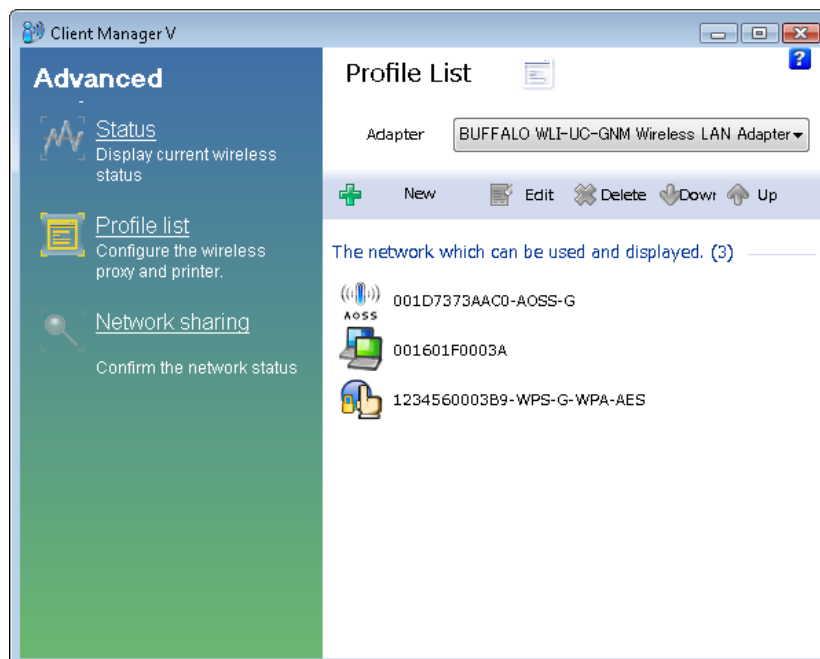 Client Manager V
Advanced
Status
Display current wireless
status
Profile list
Configure the wireless
proxy and printer.
Network sharing
Confirm the network status
Profile List
?
Adapter
BUFFALO WLI-UC-GNM Wireless LAN Adapter
New Edit Delete Down Up
The network which can be used and displayed. (3)
AOSS
001D7373AAC0-AOSS-G
001601F0003A
1234560003B9-WPS-G-WPA-AES